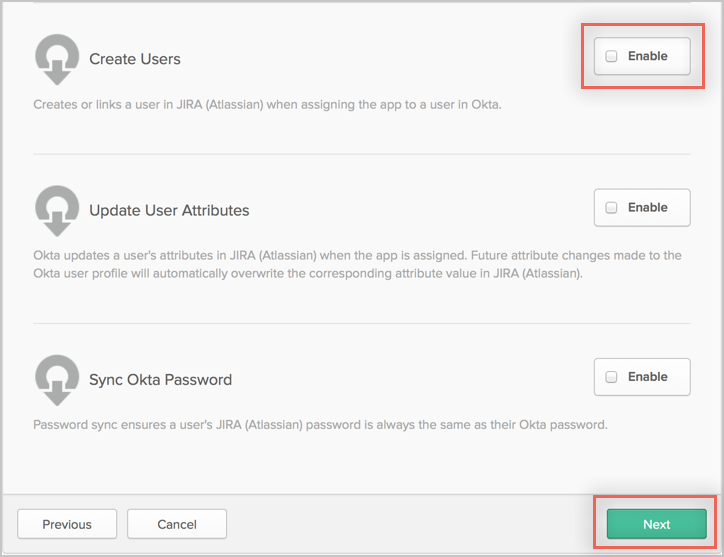 Create Users
Enable
Creates or links a user in JIRA (Atlassian) when assigning the app to a user in Okta.
Update User Attributes
Enable
Okta updates a user's attributes in JIRA (Atlassian) when the app is assigned. Future attribute changes made to the
Okta user profile will automatically overwrite the corresponding attribute value in JIRA (Atlassian).
Sync Okta Password
Enable
Password sync ensures a user's JIRA (Atlassian) password is always the same as their Okta password.
Previous
Cancel
Next